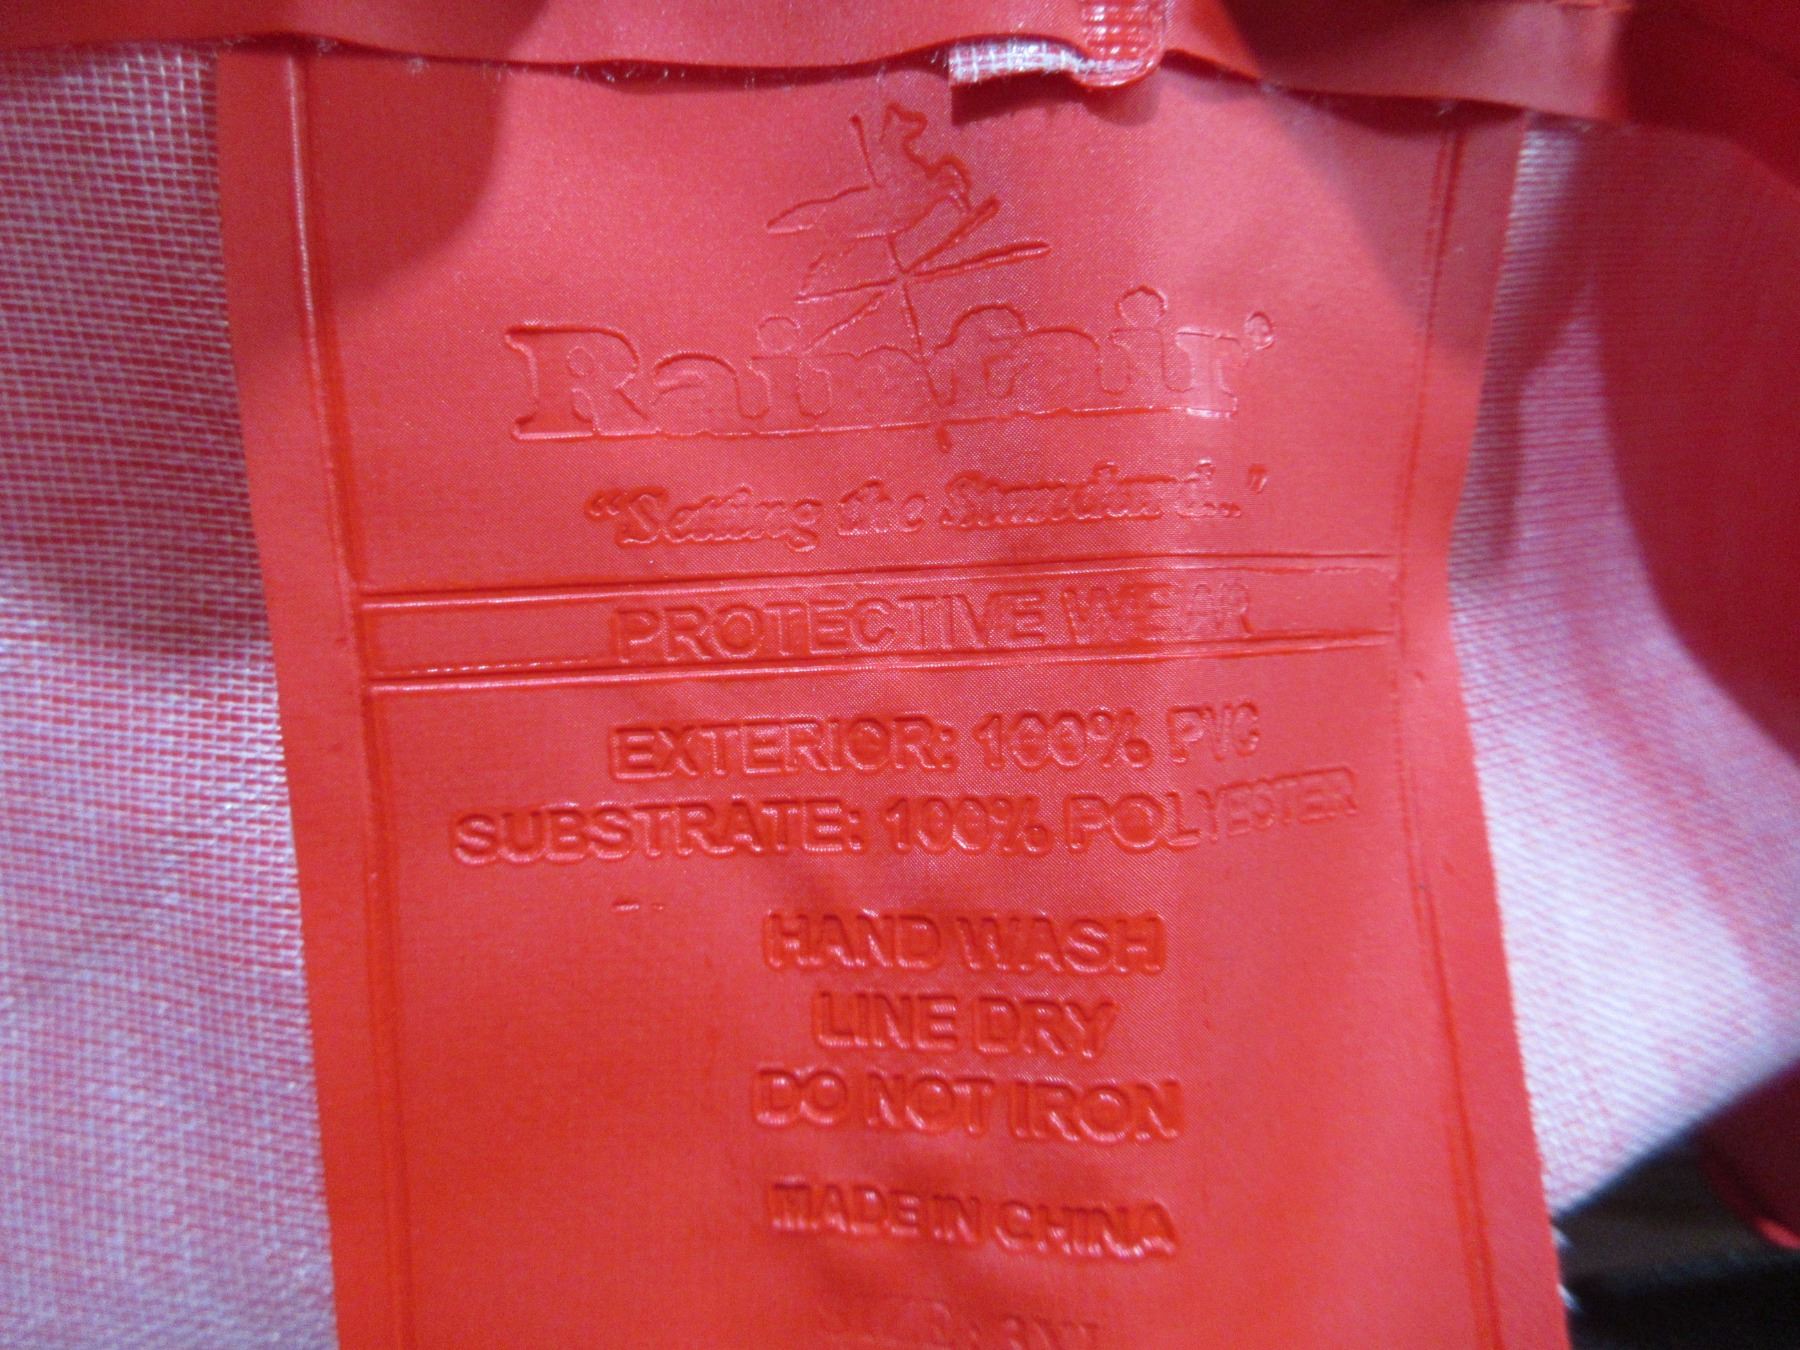 Rainfair®
"Setting the Standard..."
PROTECTIVE WEAR
EXTERIOR: 100% PVC
SUBSTRATE: 100% POLYESTER
HAND WASH
LINE DRY
DO NOT IRON
MADE IN CHINA
SIZE: